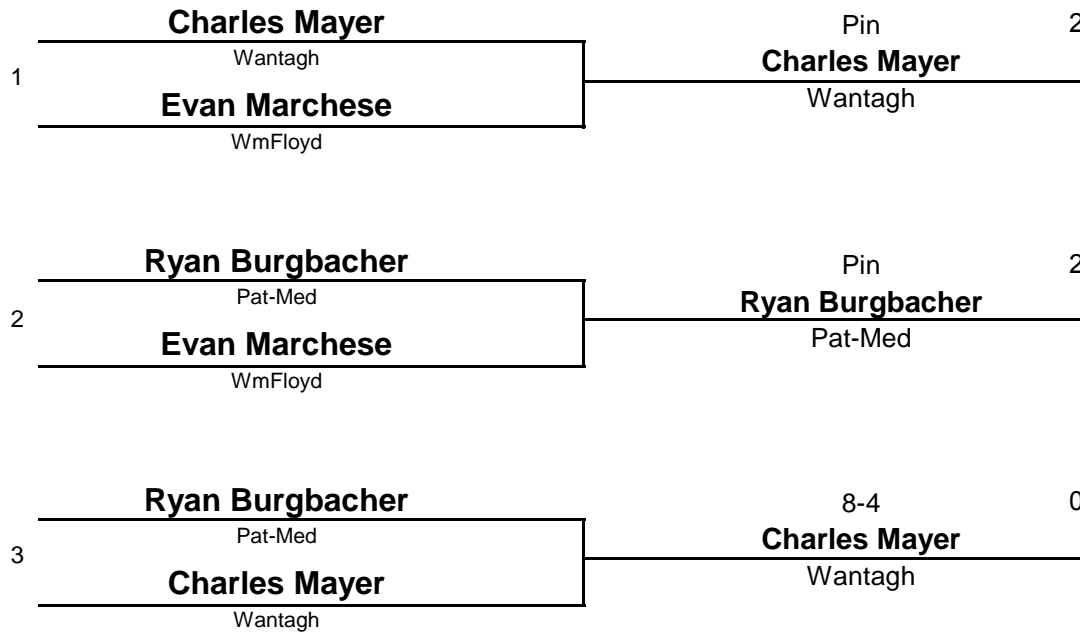 Charles Mayer
Pin 2
Wantagh
Charles Mayer
1
Evan Marchese
Wantagh
WmFloyd
Ryan Burgbacher
Pin 2
Pat-Med
Ryan Burgbacher
2
Evan Marchese
Pat-Med
WmFloyd
Ryan Burgbacher
8-4 0
Pat-Med
Charles Mayer
3
Charles Mayer
Wantagh
Wantagh